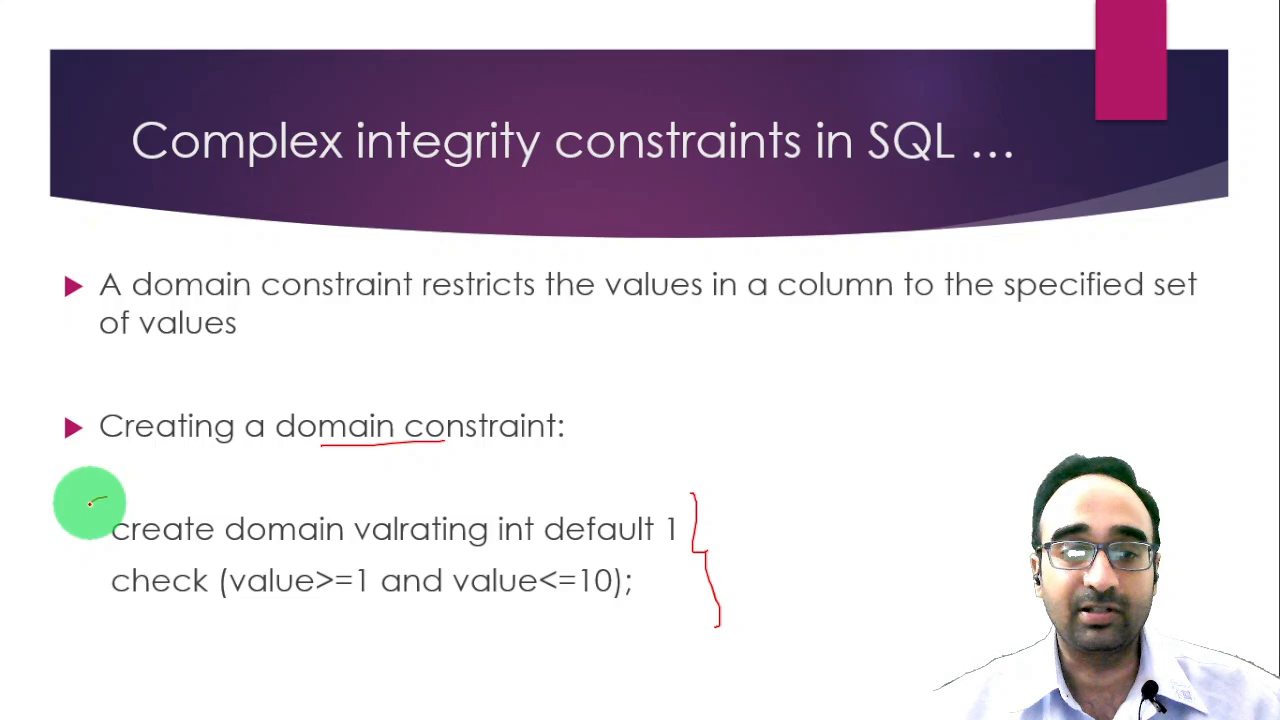 Complex integrity constraints in SQL …
A domain constraint restricts the values in a column to the specified set
of values
Creating a domain constraint:
create domain valrating int default 1
check (value>=1 and value<=10);